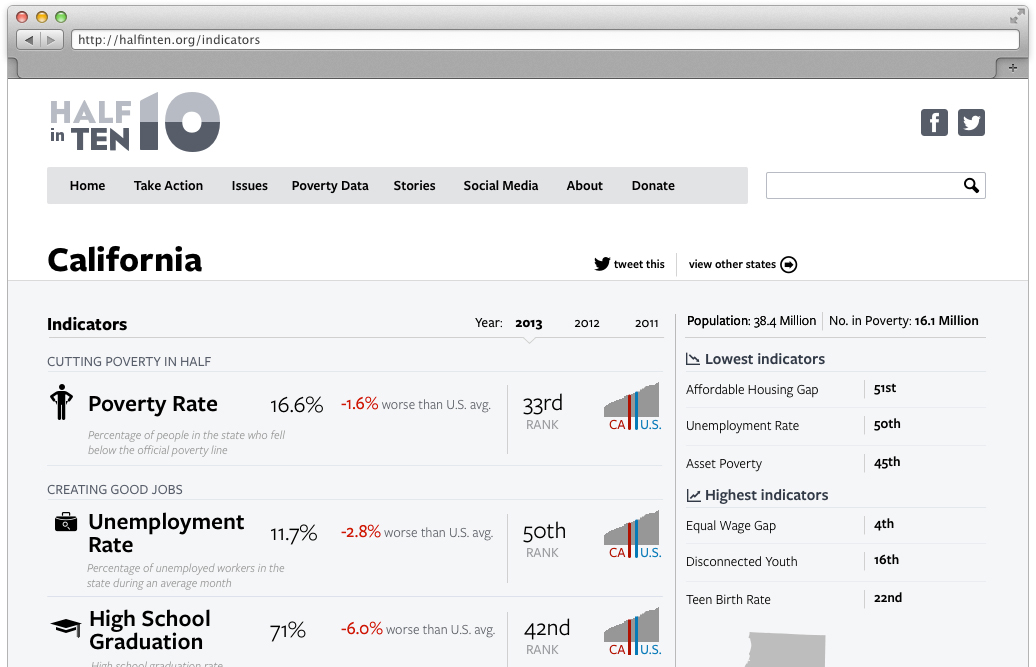 http://halfinten.org/indicators
HALF in TEN 10
Home Take Action Issues Poverty Data Stories Social Media About Donate
California
tweet this
view other states
Indicators
Year: 2013 2012 2011
CUTTING POVERTY IN HALF
Poverty Rate
16.6% -1.6% worse than U.S. avg.
33rd
RANK
CA U.S.
Percentage of people in the state who fell
below the official poverty line
CREATING GOOD JOBS
Unemployment
Rate
11.7% -2.8% worse than U.S. avg.
50th
RANK
CA U.S.
Percentage of unemployed workers in the
state during an average month
High School
Graduation
71% -6.0% worse than U.S. avg.
42nd
RANK
CA U.S.
High school graduation rate
Population: 38.4 Million No. in Poverty: 16.1 Million
Lowest indicators
Affordable Housing Gap 51st
Unemployment Rate 50th
Asset Poverty 45th
Highest indicators
Equal Wage Gap 4th
Disconnected Youth 16th
Teen Birth Rate 22nd